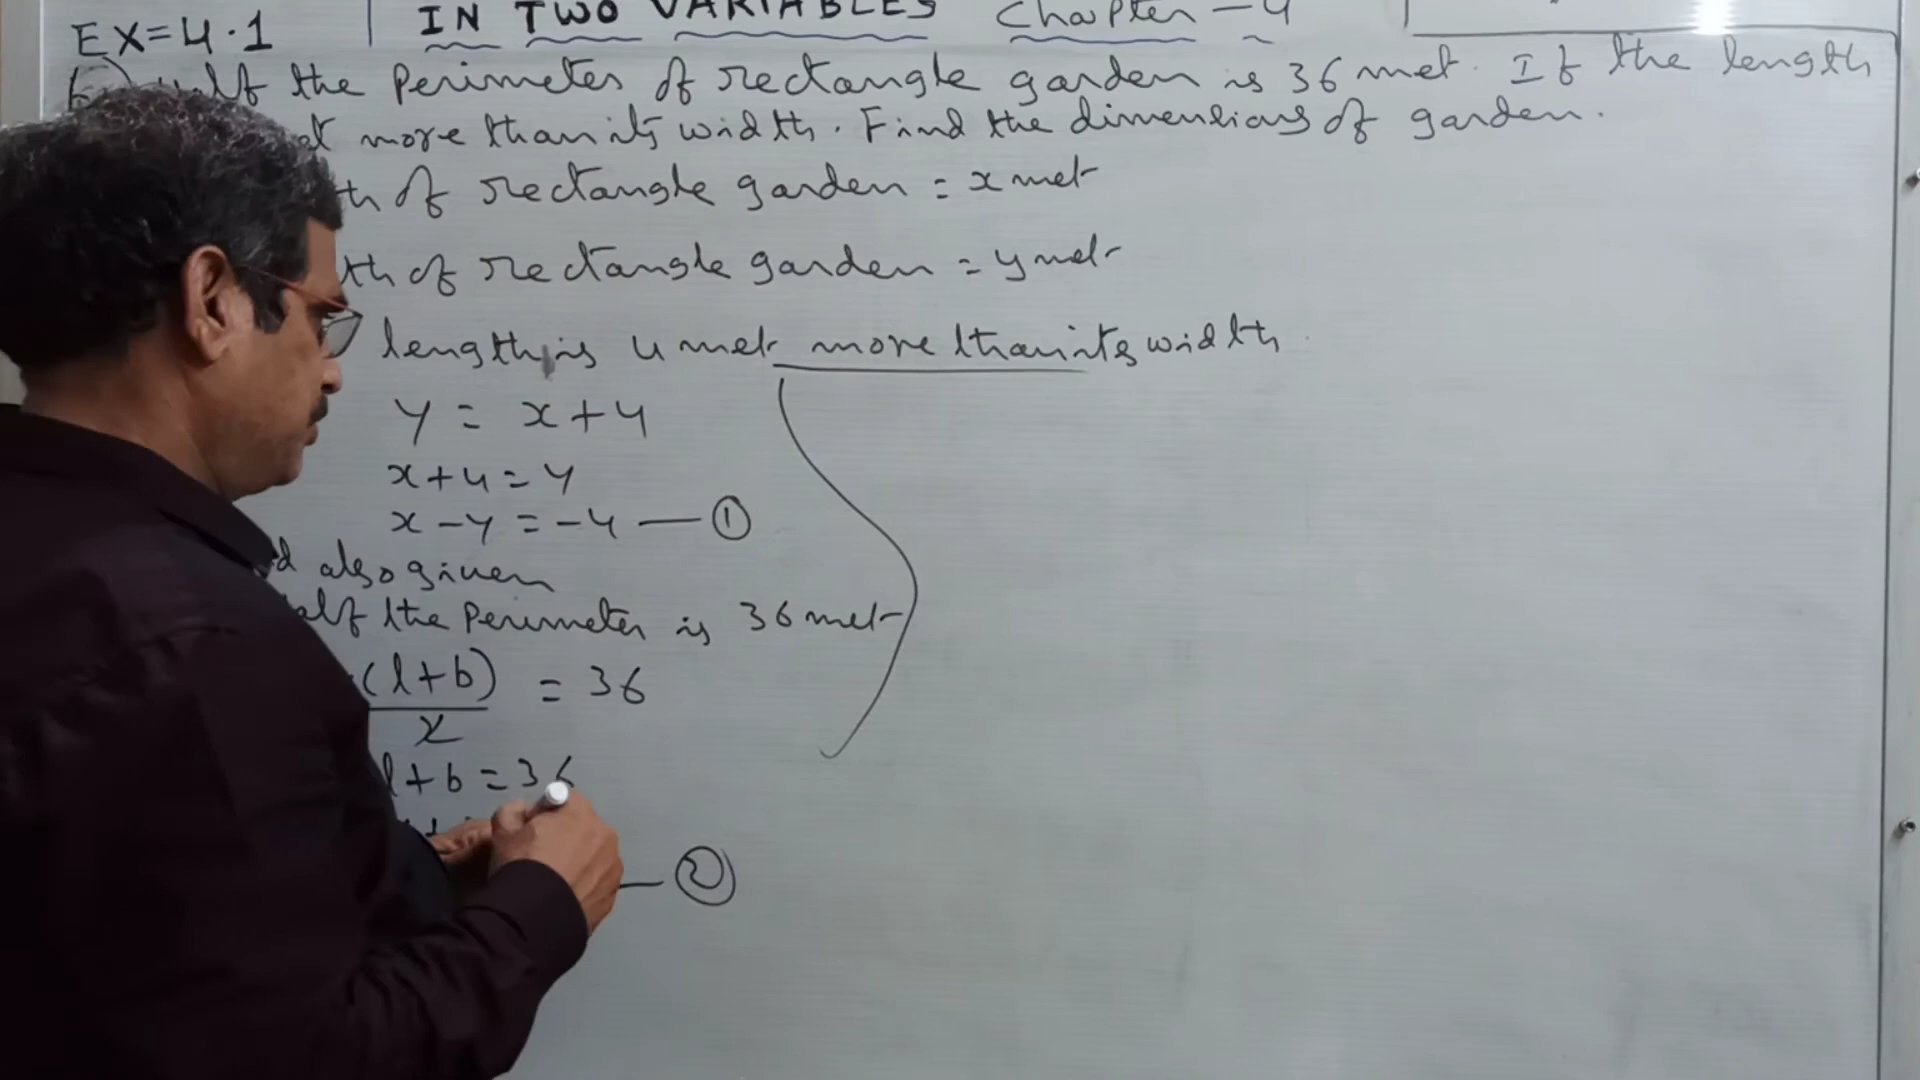 EX=4.1 IN TWO VARIABLES Chapter-4
the Perimeter of rectangle garden is 36 met. If the length
more than its width. Find the dimensions of garden.
of rectangle garden = x met
of rectangle garden = y met
length is 4 met more than its width
y = x+4
x+4=y
x-y=-4 — ①
also given
the Perimeter is 36 met
(l+b)/2 = 36
l+b=36
— ②